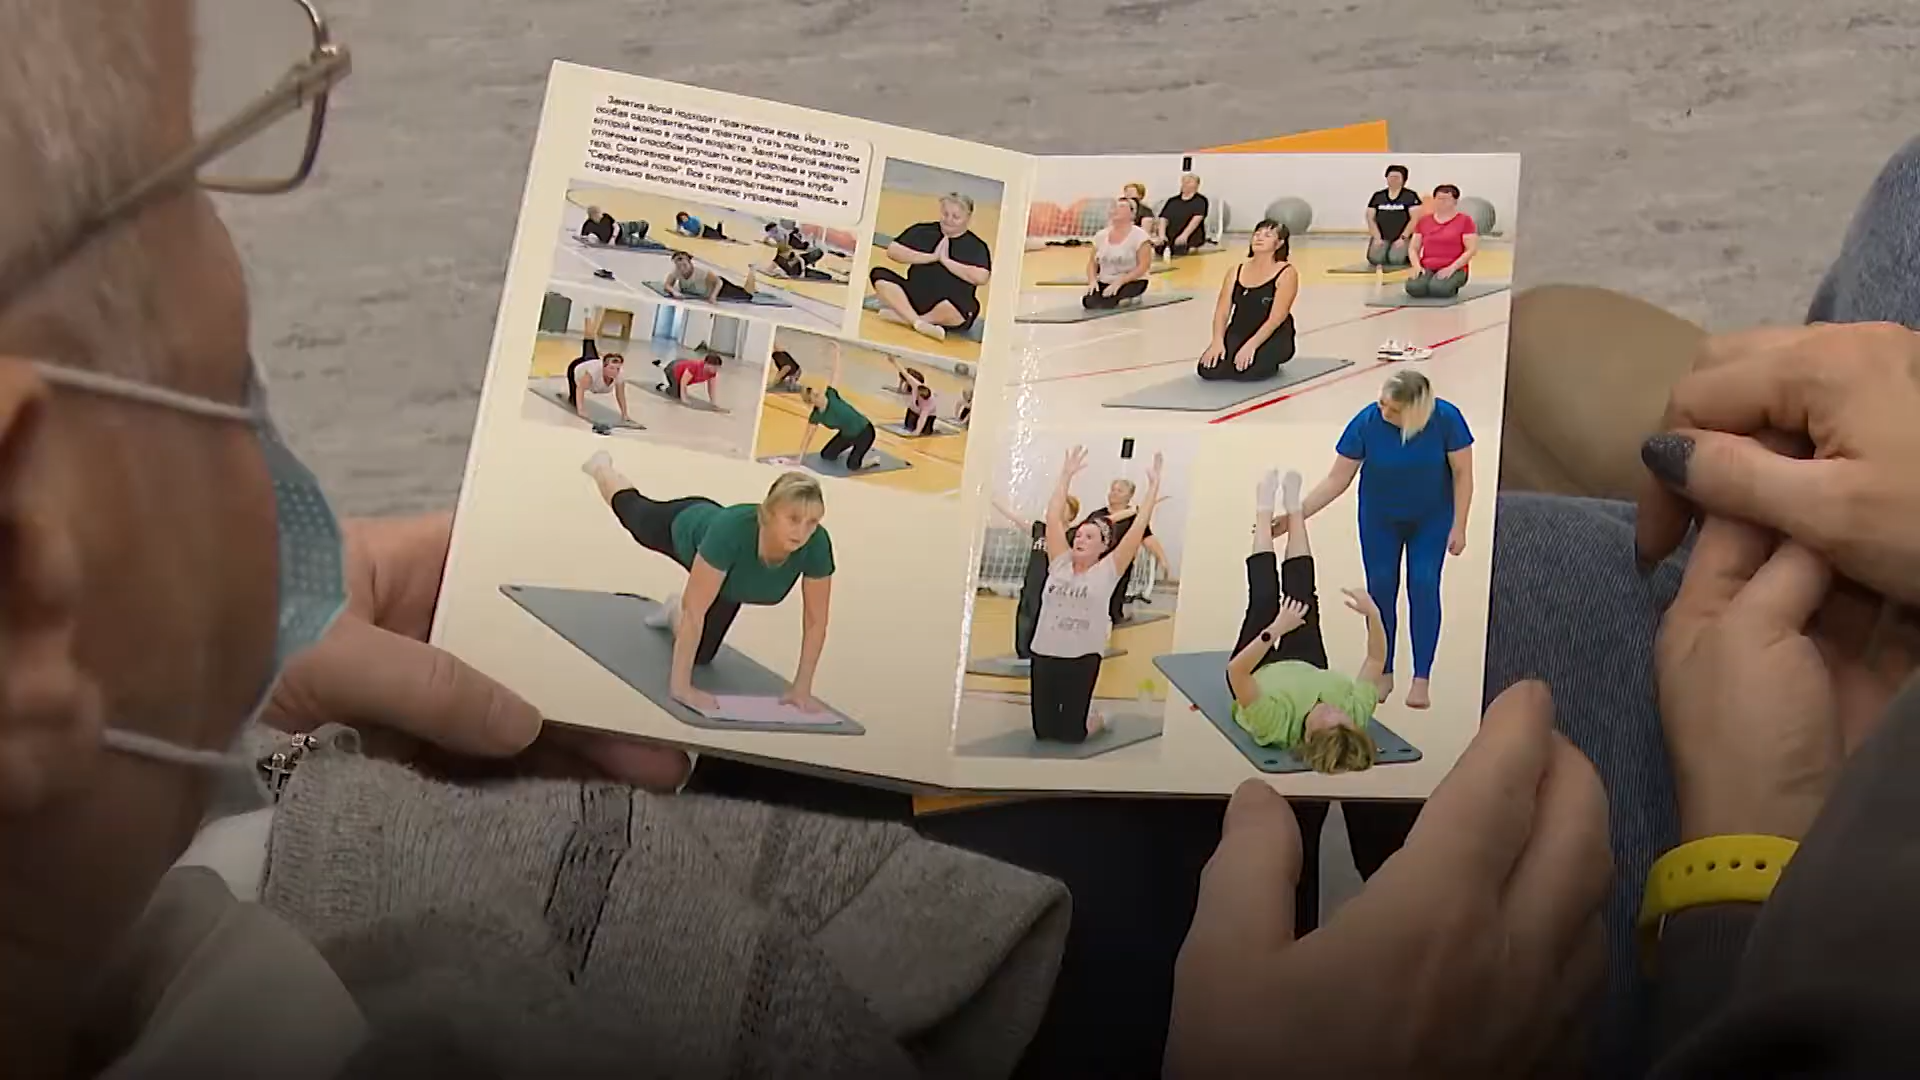 Занятия йогой подходят практически всем. Йога - это
особая оздоровительная практика, стать последователем
которой можно в любом возрасте. Занятие йогой является
отличным способом улучшить свое здоровье и укрепить
тело. Спортивное мероприятие для участников клуба
"Серебряный локон". Все с удовольствием занимались и
старательно выполняли комплекс упражнений.